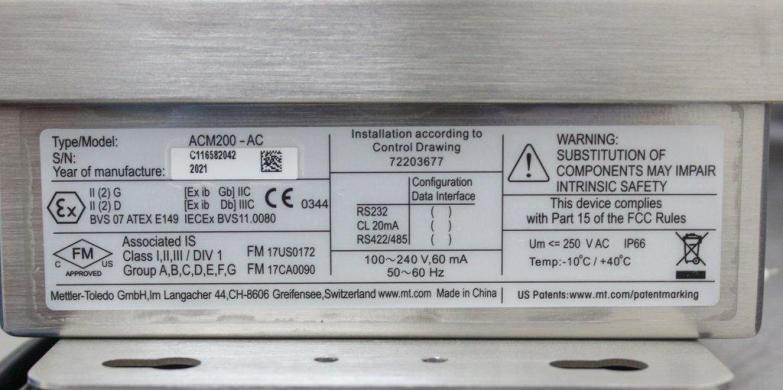 Type/Model: ACM200-AC
S/N: C116582042
Year of manufacture: 2021
Ex II (2) G [Ex ib Gb] IIC
II (2) D [Ex ib Db] IIIC CE 0344
BVS 07 ATEX E149 IECEx BVS11.0080
FM C US APPROVED
Associated IS
Class I,II,III / DIV 1 FM 17US0172
Group A,B,C,D,E,F,G FM 17CA0090
Installation according to
Control Drawing
72203677
Configuration
Data Interface
RS232 ( )
CL 20mA ( )
RS422/485 ( )
100~240 V,60 mA
50~60 Hz
WARNING:
SUBSTITUTION OF
COMPONENTS MAY IMPAIR
INTRINSIC SAFETY
This device complies
with Part 15 of the FCC Rules
Um <= 250 V AC IP66
Temp:-10°C / +40°C
Mettler-Toledo GmbH,Im Langacher 44,CH-8606 Greifensee,Switzerland www.mt.com Made in China
US Patents:www.mt.com/patentmarking